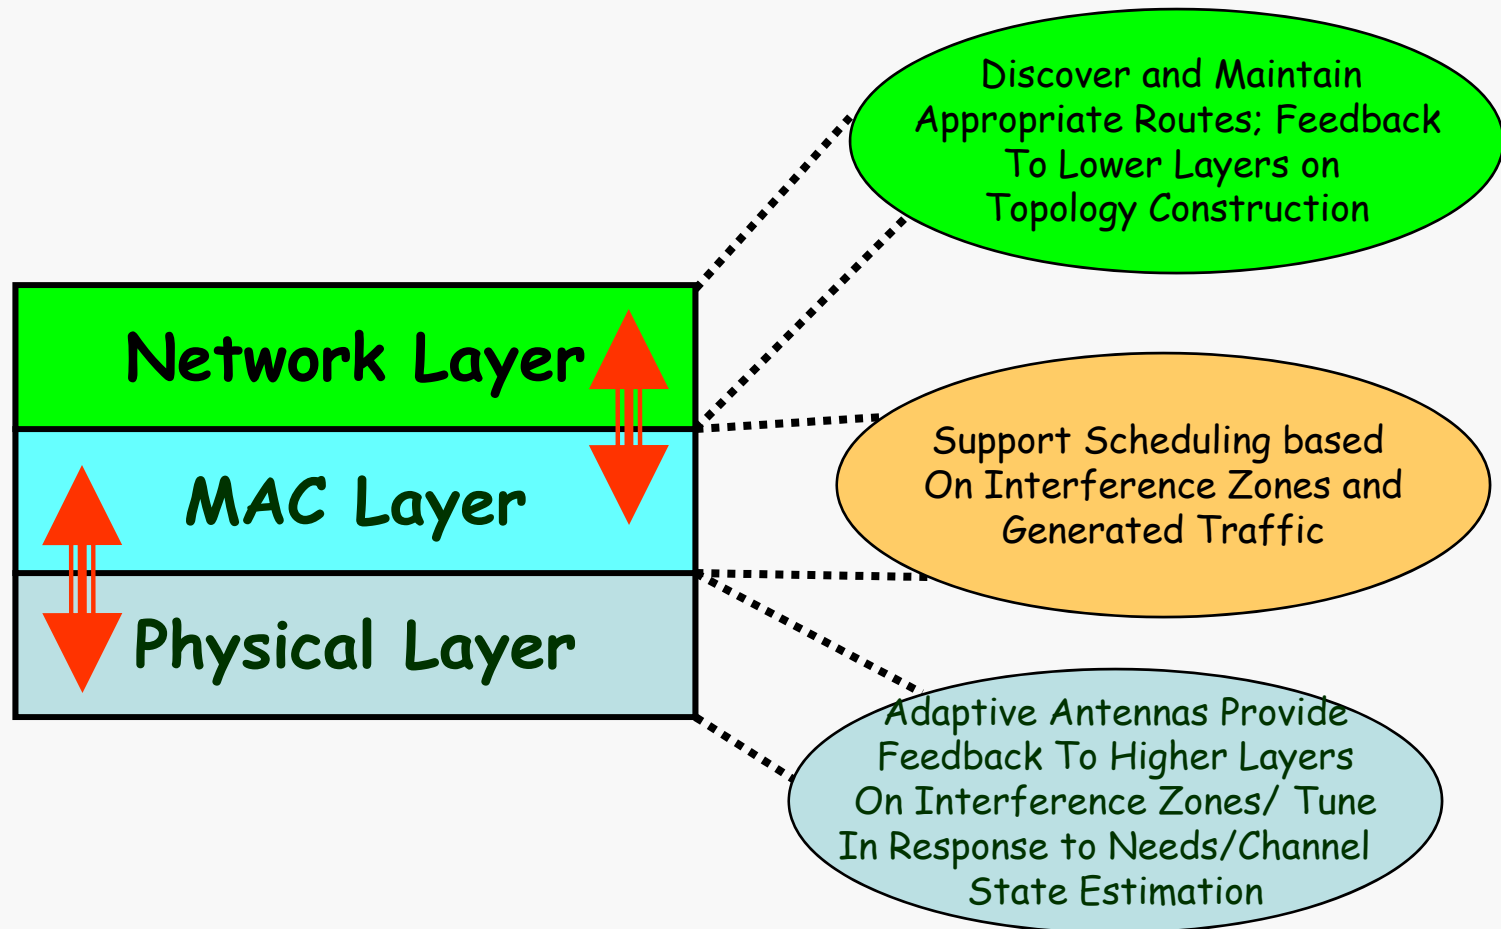 Discover and Maintain
Appropriate Routes; Feedback
To Lower Layers on
Topology Construction
Network Layer
MAC Layer
Physical Layer
Support Scheduling based
On Interference Zones and
Generated Traffic
Adaptive Antennas Provide
Feedback To Higher Layers
On Interference Zones/ Tune
In Response to Needs/Channel
State Estimation